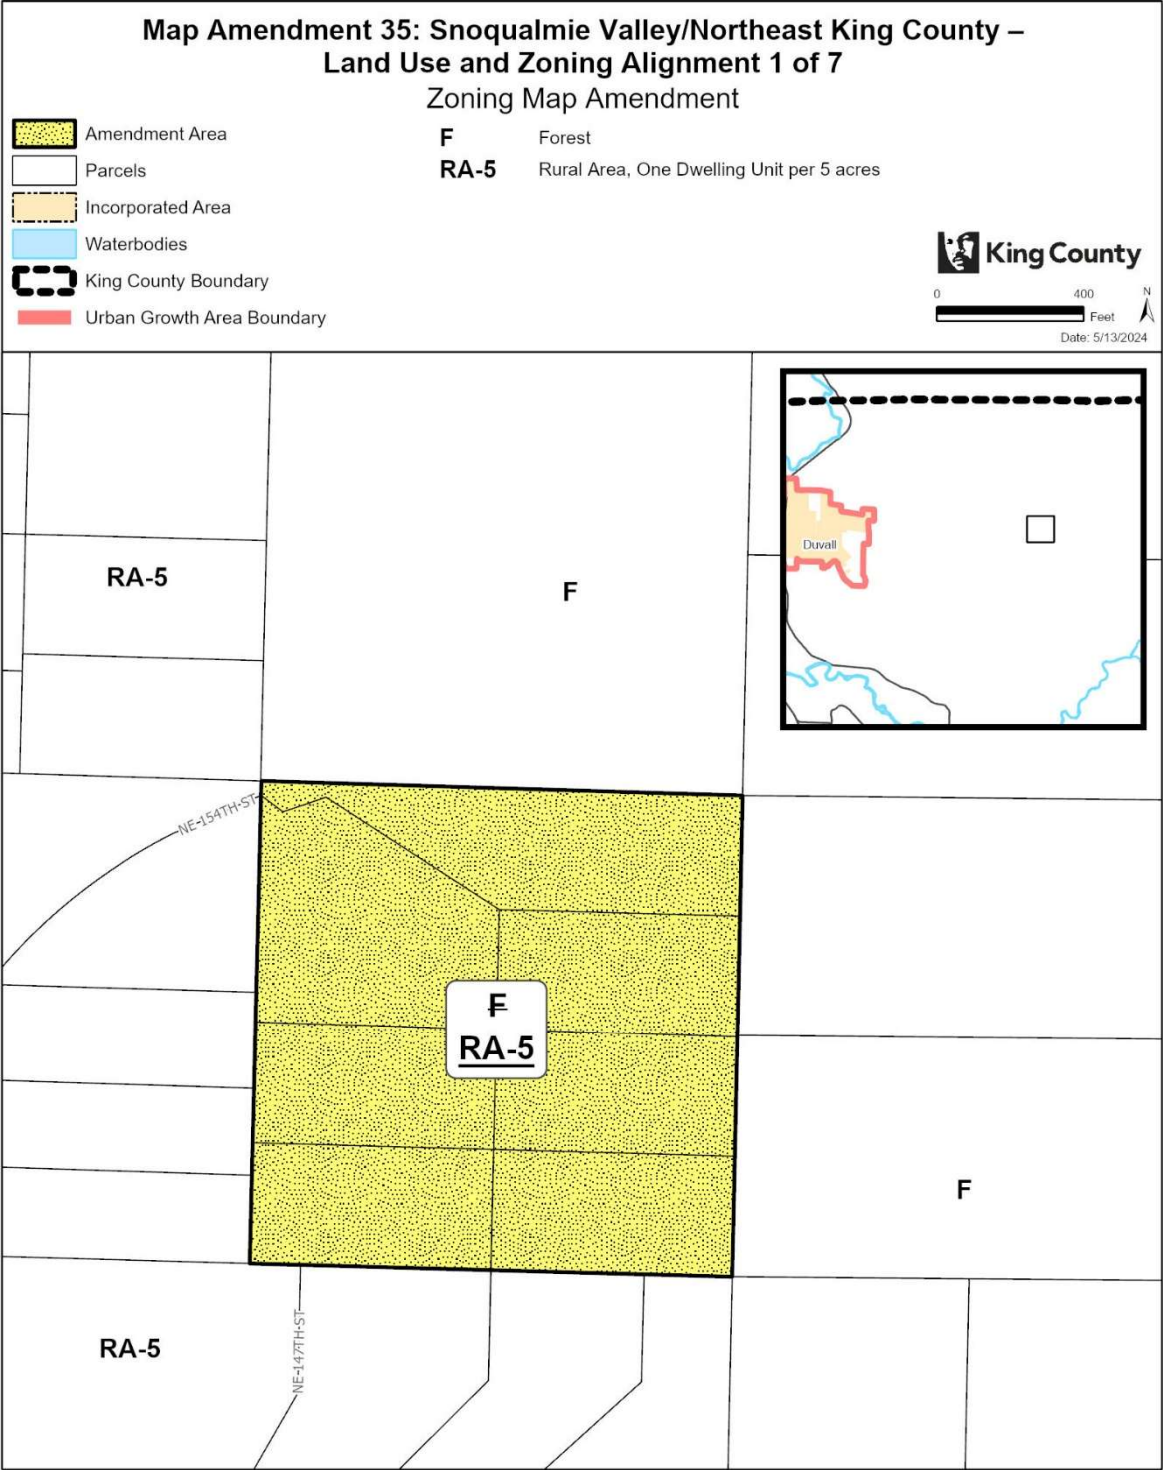 Map Amendment 35: Snoqualmie Valley/Northeast King County –
Land Use and Zoning Alignment 1 of 7
Zoning Map Amendment
Amendment Area
Parcels
Incorporated Area
Waterbodies
King County Boundary
Urban Growth Area Boundary
F Forest
RA-5 Rural Area, One Dwelling Unit per 5 acres
King County
0 400
Feet
N
Date: 5/13/2024
Duvall
RA-5
F
NE-154TH-ST
F
RA-5
F
RA-5
NE-147TH-ST